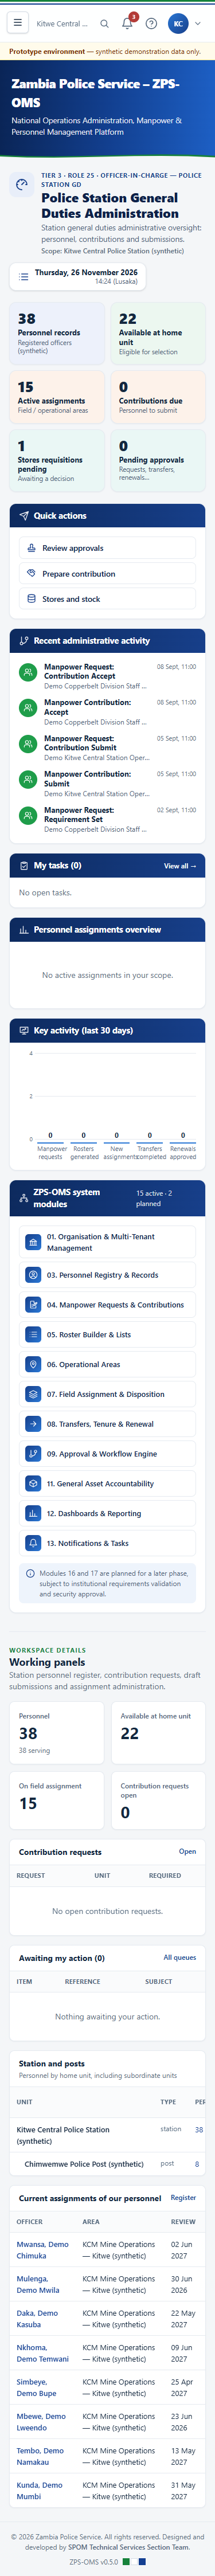 Kitwe Central ...
3
KC
Prototype environment — synthetic demonstration data only.
Zambia Police Service – ZPS-
OMS
National Operations Administration, Manpower &
Personnel Management Platform
TIER 3 · ROLE 25 · OFFICER-IN-CHARGE — POLICE
STATION GD
Police Station General
Duties Administration
Station general duties administrative oversight:
personnel, contributions and submissions.
Scope: Kitwe Central Police Station (synthetic)
Thursday, 26 November 2026
14:24 (Lusaka)
38
Personnel records
Registered officers
(synthetic)
22
Available at home
unit
Eligible for selection
15
Active assignments
Field / operational areas
0
Contributions due
Personnel to submit
1
Stores requisitions
pending
Awaiting a decision
0
Pending approvals
Requests, transfers,
renewals...
Quick actions
Review approvals
Prepare contribution
Stores and stock
Recent administrative activity
Manpower Request:
Contribution Accept
08 Sept, 11:00
Demo Copperbelt Division Staff ...
Manpower Contribution:
Accept
08 Sept, 11:00
Demo Copperbelt Division Staff ...
Manpower Request:
Contribution Submit
05 Sept, 11:00
Demo Kitwe Central Station Oper...
Manpower Contribution:
Submit
05 Sept, 11:00
Demo Kitwe Central Station Oper...
Manpower Request:
Requirement Set
02 Sept, 11:00
Demo Copperbelt Division Staff ...
My tasks (0)
View all →
No open tasks.
Personnel assignments overview
No active assignments in your scope.
Key activity (last 30 days)
4
2
0
0 0 0 0 0
Manpower requests
Rosters generated
New assignments
Transfers completed
Renewals approved
ZPS-OMS system
modules
15 active · 2
planned
01. Organisation & Multi-Tenant
Management
03. Personnel Registry & Records
04. Manpower Requests & Contributions
05. Roster Builder & Lists
06. Operational Areas
07. Field Assignment & Disposition
08. Transfers, Tenure & Renewal
09. Approval & Workflow Engine
11. General Asset Accountability
12. Dashboards & Reporting
13. Notifications & Tasks
Modules 16 and 17 are planned for a later phase,
subject to institutional requirements validation
and security approval.
WORKSPACE DETAILS
Working panels
Station personnel register, contribution requests, draft
submissions and assignment administration.
Personnel
38
38 serving
Available at home unit
22
On field assignment
15
Contribution requests
open
0
Contribution requests
Open
REQUEST UNIT REQUIRED
No open contribution requests.
Awaiting my action (0)
All queues
ITEM REFERENCE SUBJECT
Nothing awaiting your action.
Station and posts
Personnel by home unit, including subordinate units
UNIT TYPE PER
Kitwe Central Police Station
(synthetic)
station 38
Chimwemwe Police Post (synthetic) post 8
Current assignments of our personnel
Register
OFFICER AREA REVIEW
Mwansa, Demo KCM Mine Operations 02 Jun
Chimuka — Kitwe (synthetic) 2027
Mulenga, KCM Mine Operations 30 Jun
Demo Mwila — Kitwe (synthetic) 2026
Daka, Demo KCM Mine Operations 22 May
Kasuba — Kitwe (synthetic) 2027
Nkhoma, KCM Mine Operations 09 Jun
Demo Temwani — Kitwe (synthetic) 2027
Simbeye, KCM Mine Operations 25 Apr
Demo Bupe — Kitwe (synthetic) 2027
Mbewe, Demo KCM Mine Operations 23 Jun
Lweendo — Kitwe (synthetic) 2026
Tembo, Demo KCM Mine Operations 13 May
Namakau — Kitwe (synthetic) 2027
Kunda, Demo KCM Mine Operations 31 May
Mumbi — Kitwe (synthetic) 2027
© 2026 Zambia Police Service. All rights reserved. Designed and
developed by SPOM Technical Services Section Team.
ZPS-OMS v0.5.0